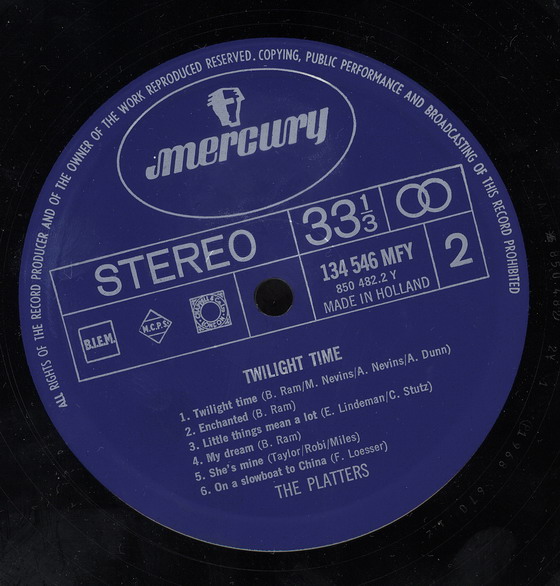 ALL RIGHTS OF THE RECORD PRODUCER AND OF THE OWNER OF THE WORK REPRODUCED RESERVED. COPYING, PUBLIC PERFORMANCE AND BROADCASTING OF THIS RECORD PROHIBITED
mercury
STEREO
33 1/3
134 546 MFY
850 482.2 Y
MADE IN HOLLAND
2
B.I.E.M.
M.C.P.S.
TWILIGHT TIME
1. Twilight time (B. Ram/M. Nevins/A. Nevins/A. Dunn)
2. Enchanted (B. Ram)
3. Little things mean a lot (E. Lindeman/C. Stutz)
4. My dream (B. Ram)
5. She's mine (Taylor/Robi/Miles)
6. On a slowboat to China (F. Loesser)
THE PLATTERS